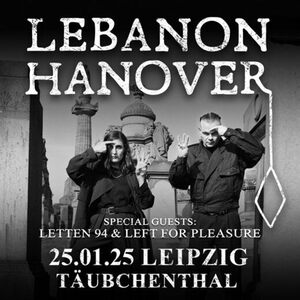 LEBANON
HANOVER
SPECIAL GUESTS:
LETTEN 94 & LEFT FOR PLEASURE
25.01.25 LEIPZIG
TÄUBCHENTHAL